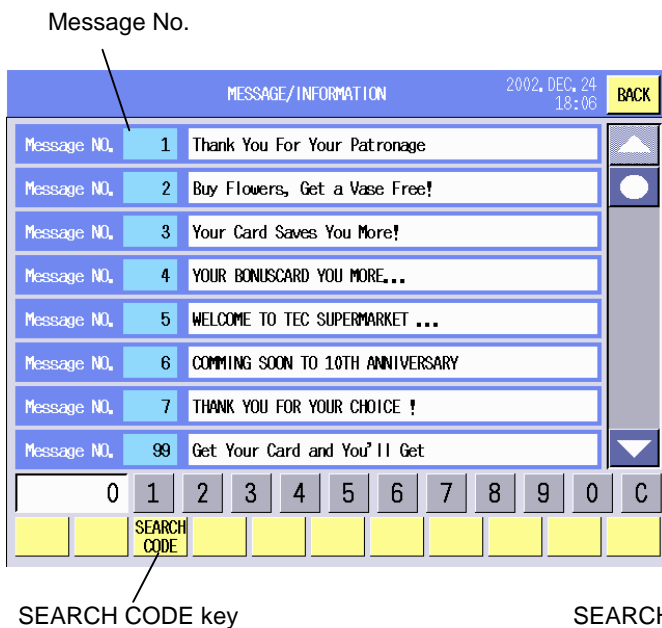 Message No.
MESSAGE/INFORMATION 2002.DEC.24 18:06 BACK
Message NO. 1 Thank You For Your Patronage
Message NO. 2 Buy Flowers, Get a Vase Free!
Message NO. 3 Your Card Saves You More!
Message NO. 4 YOUR BONUSCARD YOU MORE...
Message NO. 5 WELCOME TO TEC SUPERMARKET ...
Message NO. 6 COMMING SOON TO 10TH ANNIVERSARY
Message NO. 7 THANK YOU FOR YOUR CHOICE !
Message NO. 99 Get Your Card and You'll Get
0 1 2 3 4 5 6 7 8 9 0 C
SEARCH
CODE
SEARCH CODE key SEARCH